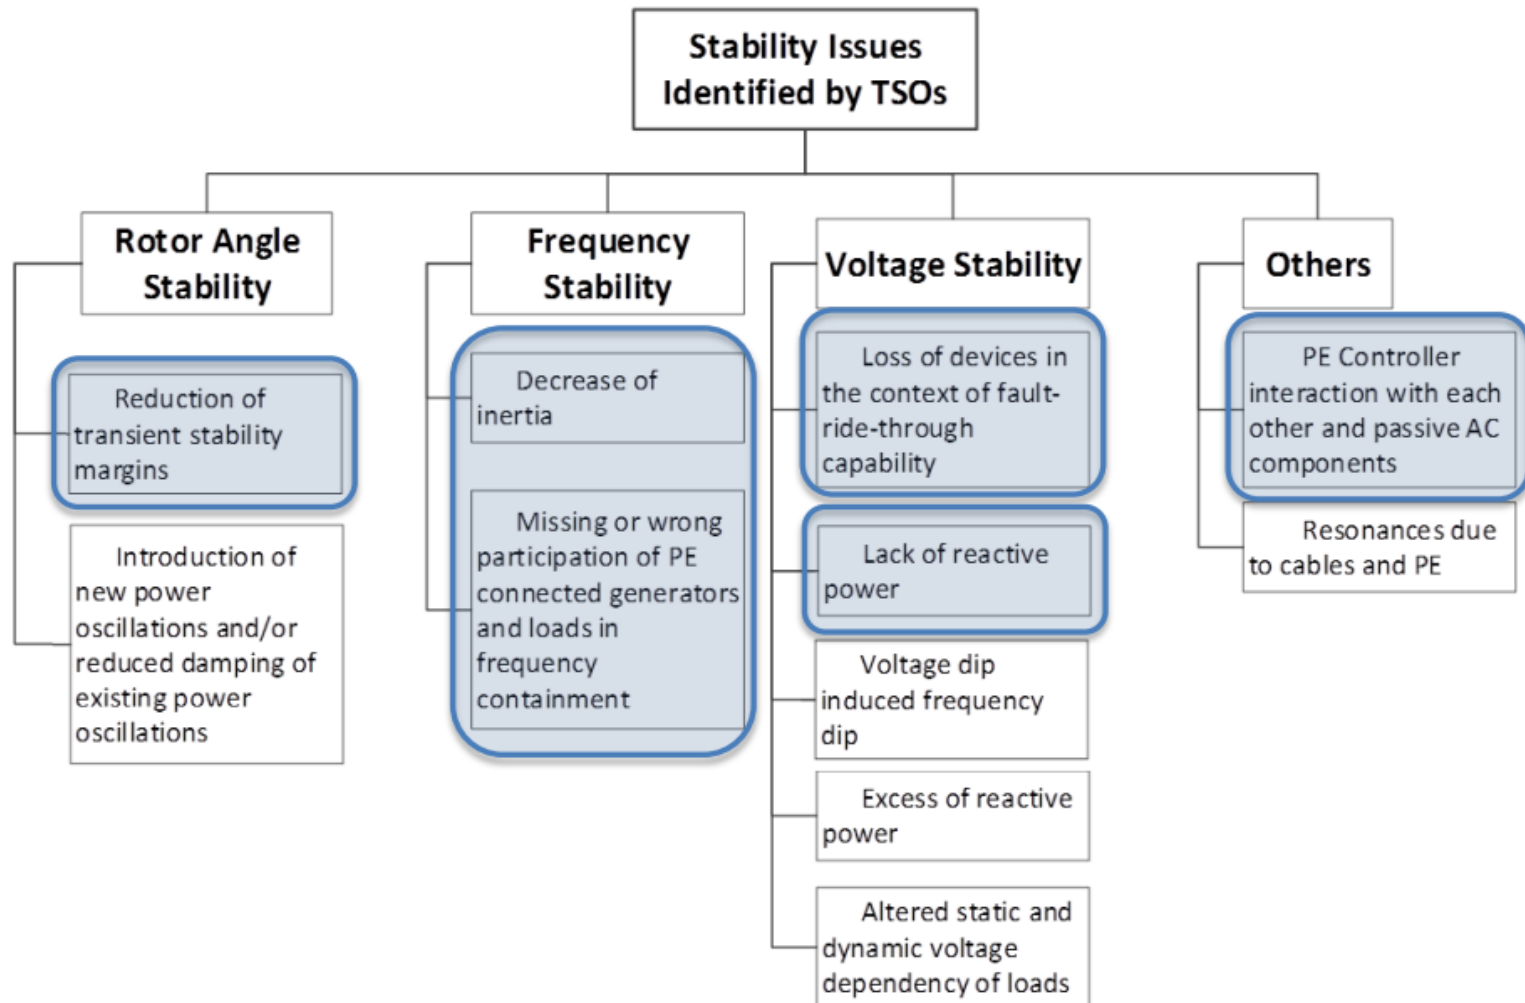 Stability Issues
Identified by TSOs
Rotor Angle
Stability
Reduction of
transient stability
margins
Introduction of
new power
oscillations and/or
reduced damping of
existing power
oscillations
Frequency
Stability
Decrease of
inertia
Missing or wrong
participation of PE
connected generators
and loads in
frequency
containment
Voltage Stability
Loss of devices in
the context of fault-
ride-through
capability
Lack of reactive
power
Voltage dip
induced frequency
dip
Excess of reactive
power
Altered static and
dynamic voltage
dependency of loads
Others
PE Controller
interaction with each
other and passive AC
components
Resonances due
to cables and PE